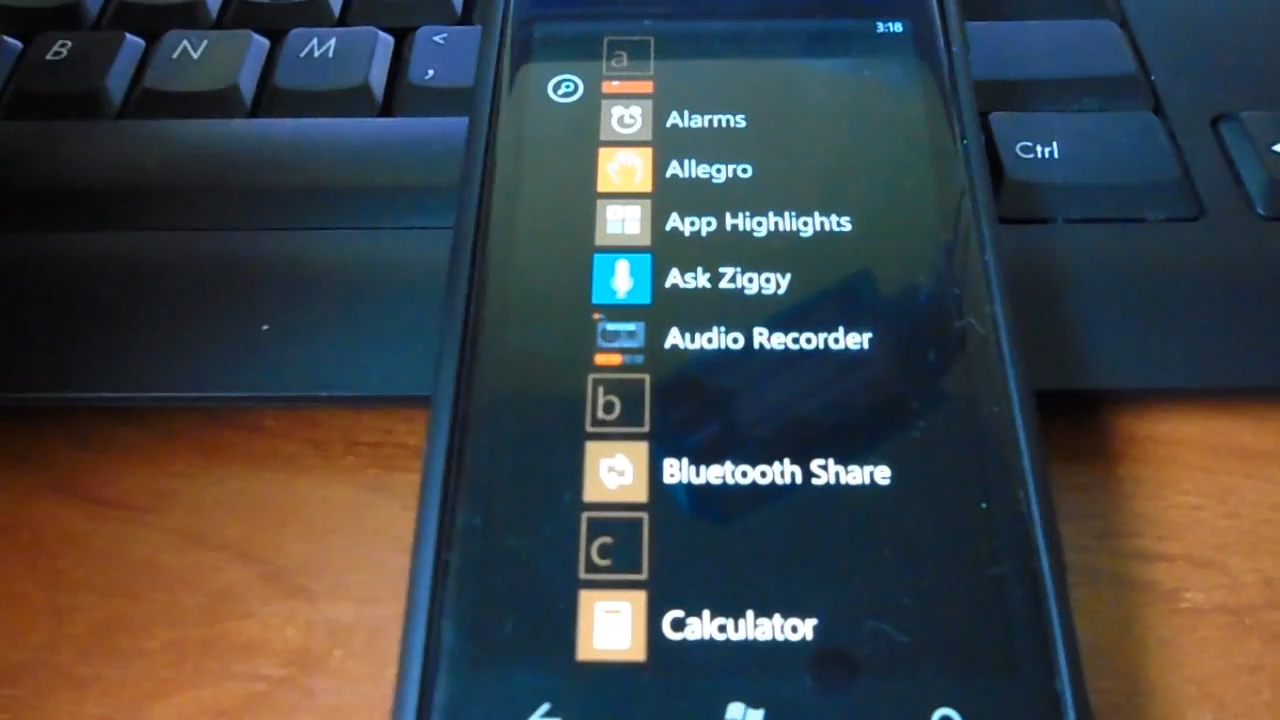 B N M < ,
3:18
a
Alarms
Allegro
App Highlights
Ctrl
Ask Ziggy
Audio Recorder
b
Bluetooth Share
c
Calculator